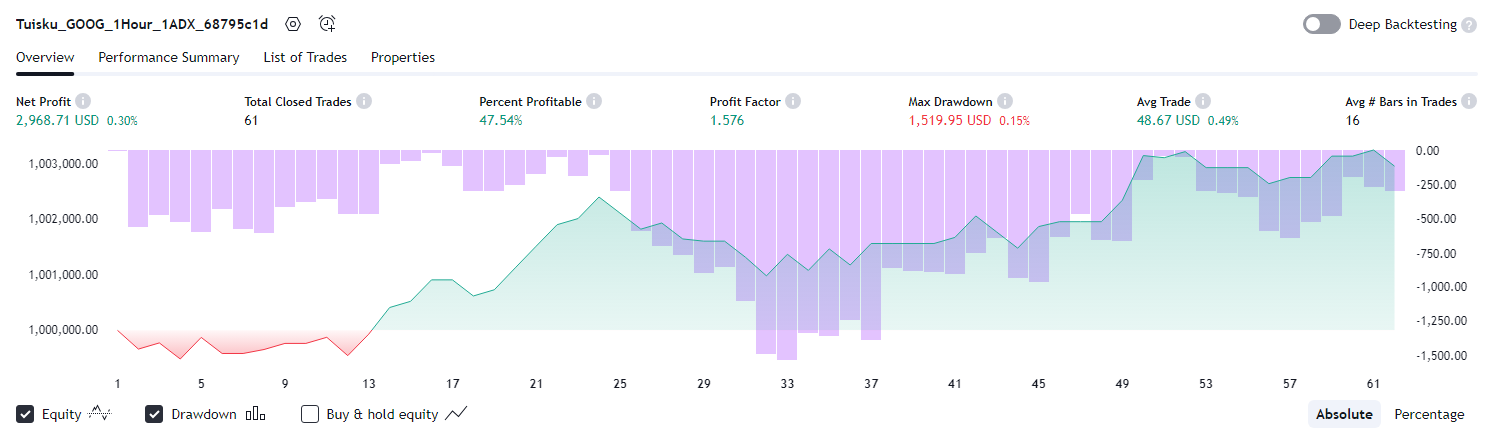 Tuisku_GOOG_1Hour_1ADX_68795c1d Deep Backtesting ?
Overview Performance Summary List of Trades Properties
Net Profit i Total Closed Trades i Percent Profitable i Profit Factor i Max Drawdown i Avg Trade i Avg # Bars in Trades i
2,968.71 USD 0.30% 61 47.54% 1.576 1,519.95 USD 0.15% 48.67 USD 0.49% 16
1,003,000.00 0.00
-250.00
1,002,000.00 -500.00
-750.00
1,001,000.00 -1,000.00
1,000,000.00 -1,250.00
-1,500.00
1 5 9 13 17 21 25 29 33 37 41 45 49 53 57 61
Equity Drawdown Buy & hold equity Absolute Percentage